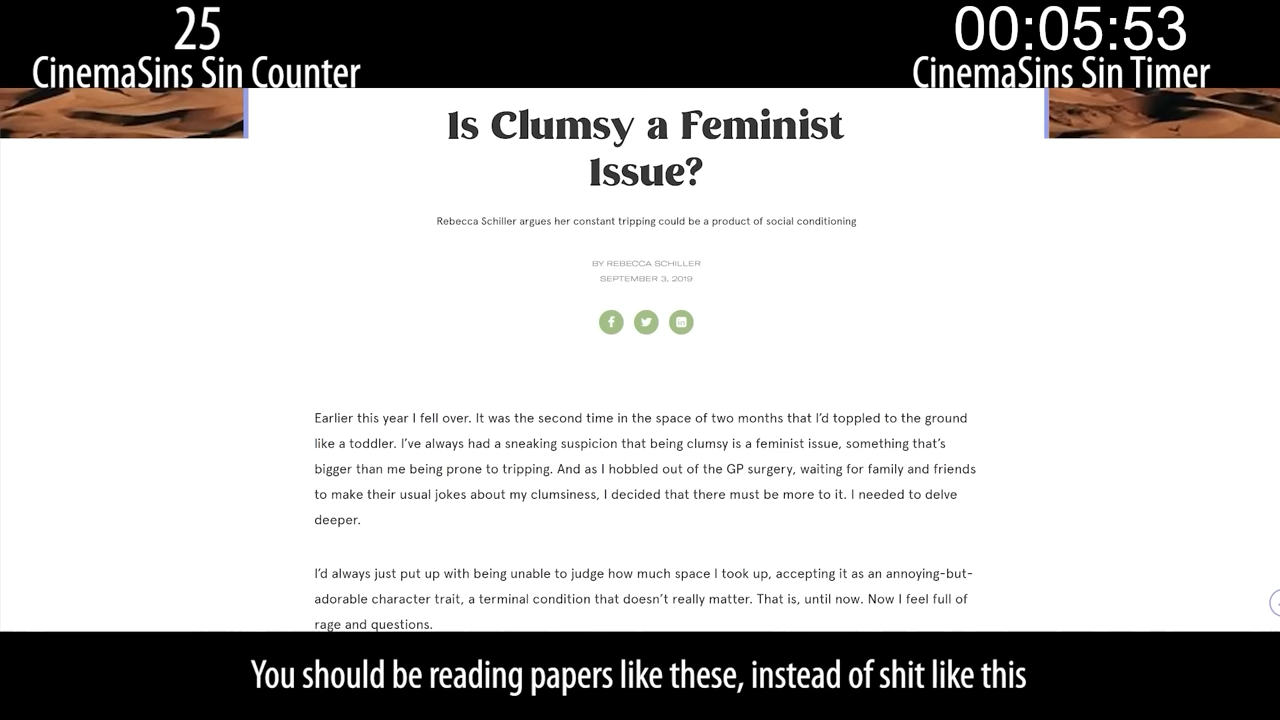 25
CinemaSins Sin Counter
00:05:53
CinemaSins Sin Timer
Is Clumsy a Feminist
Issue?
Rebecca Schiller argues her constant tripping could be a product of social conditioning
BY REBECCA SCHILLER
SEPTEMBER 3, 2019
Earlier this year I fell over. It was the second time in the space of two months that I'd toppled to the ground
like a toddler. I've always had a sneaking suspicion that being clumsy is a feminist issue, something that's
bigger than me being prone to tripping. And as I hobbled out of the GP surgery, waiting for family and friends
to make their usual jokes about my clumsiness, I decided that there must be more to it. I needed to delve
deeper.
I'd always just put up with being unable to judge how much space I took up, accepting it as an annoying-but-
adorable character trait, a terminal condition that doesn't really matter. That is, until now. Now I feel full of
rage and questions.
You should be reading papers like these, instead of shit like this